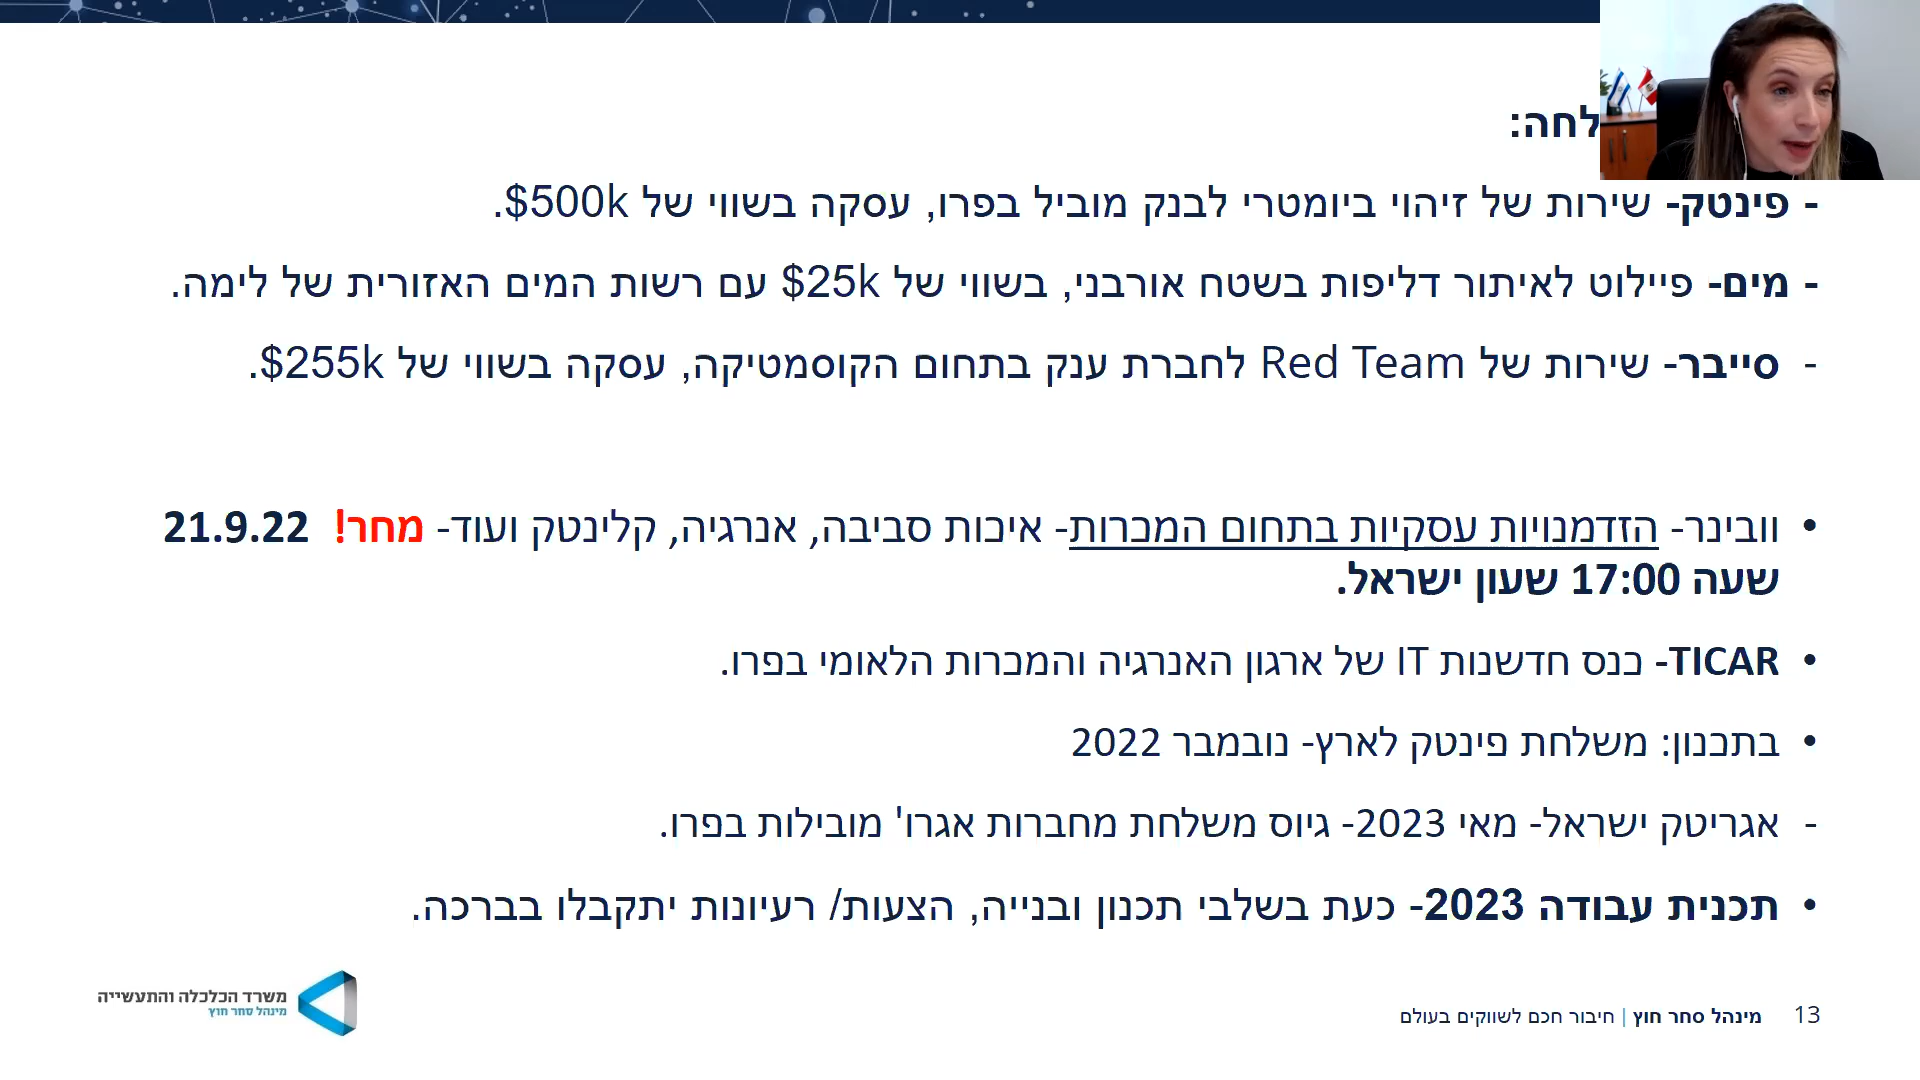 לחה:
- פינטק- שירות של זיהוי ביומטרי לבנק מוביל בפרו, עסקה בשווי של $500k.
- מים- פיילוט לאיתור דליפות בשטח אורבני, בשווי של $25k עם רשות המים האזורית של לימה.
- סייבר- שירות של Red Team לחברת ענק בתחום הקוסמטיקה, עסקה בשווי של $255k.
• וובינר- הזדמנויות עסקיות בתחום המכרות- איכות סביבה, אנרגיה, קלינטק ועוד- מחר! 21.9.22
שעה 17:00 שעון ישראל.
• TICAR- כנס חדשנות IT של ארגון האנרגיה והמכרות הלאומי בפרו.
• בתכנון: משלחת פינטק לארץ- נובמבר 2022
- אגריטק ישראל- מאי 2023- גיוס משלחת מחברות אגרו' מובילות בפרו.
• תכנית עבודה 2023- כעת בשלבי תכנון ובנייה, הצעות/ רעיונות יתקבלו בברכה.
משרד הכלכלה והתעשייה
מינהל סחר חוץ
13 מינהל סחר חוץ | חיבור חכם לשווקים בעולם